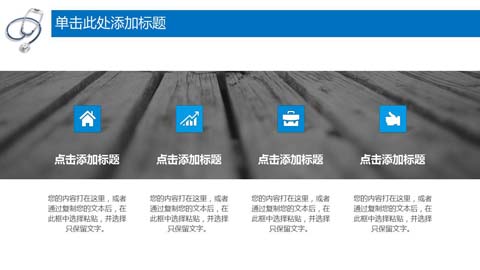 单击此处添加标题
点击添加标题
点击添加标题
点击添加标题
点击添加标题
您的内容打在这里，或者
通过复制您的文本后，在
此框中选择粘贴，并选择
只保留文字。
您的内容打在这里，或者
通过复制您的文本后，在
此框中选择粘贴，并选择
只保留文字。
您的内容打在这里，或者
通过复制您的文本后，在
此框中选择粘贴，并选择
只保留文字。
您的内容打在这里，或者
通过复制您的文本后，在
此框中选择粘贴，并选择
只保留文字。